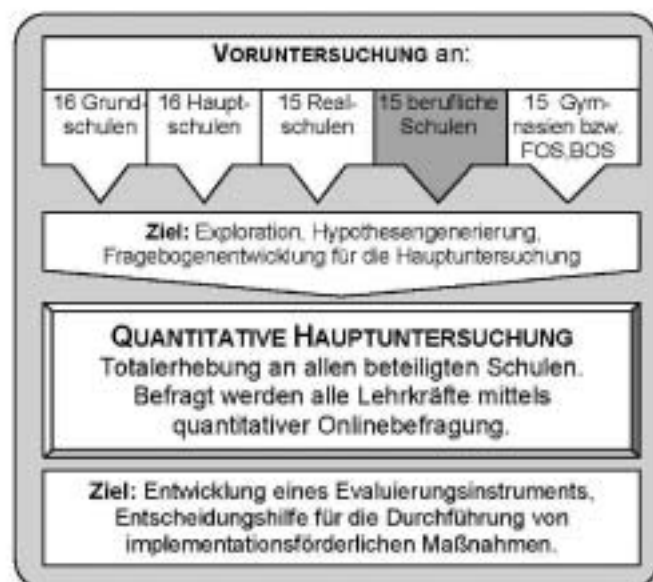 VORUNTERSUCHUNG an:
16 Grund-
schulen
16 Haupt-
schulen
15 Real-
schulen
15 berufliche
Schulen
15 Gym-
nasien bzw.
FOS,BOS
Ziel: Exploration, Hypothesengenerierung,
Fragebogenentwicklung für die Hauptuntersuchung
QUANTITATIVE HAUPTUNTERSUCHUNG
Totalerhebung an allen beteiligten Schulen.
Befragt werden alle Lehrkräfte mittels
quantitativer Onlinebefragung.
Ziel: Entwicklung eines Evaluierungsinstruments,
Entscheidungshilfe für die Durchführung von
implementationsförderlichen Maßnahmen.